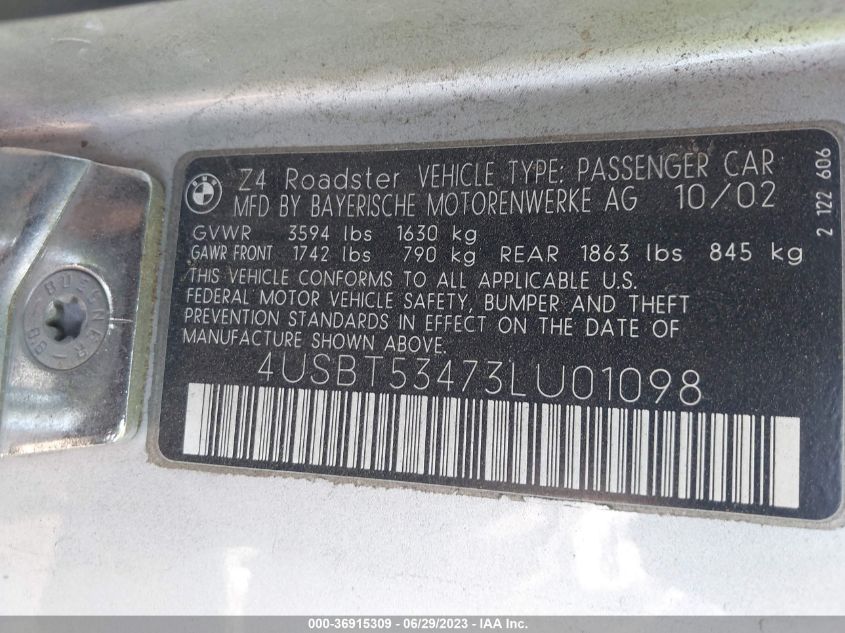 Z4 Roadster VEHICLE TYPE: PASSENGER CAR
MFD BY BAYERISCHE MOTORENWERKE AG 10/02
GVWR 3594 lbs 1630 kg
GAWR FRONT 1742 lbs 790 kg REAR 1863 lbs 845 kg
THIS VEHICLE CONFORMS TO ALL APPLICABLE U.S.
FEDERAL MOTOR VEHICLE SAFETY, BUMPER AND THEFT
PREVENTION STANDARDS IN EFFECT ON THE DATE OF
MANUFACTURE SHOWN ABOVE.
4USBT53473LU01098
2 122 606
BMW
BOEGNER
000-36915309 - 06/29/2023 - IAA Inc.